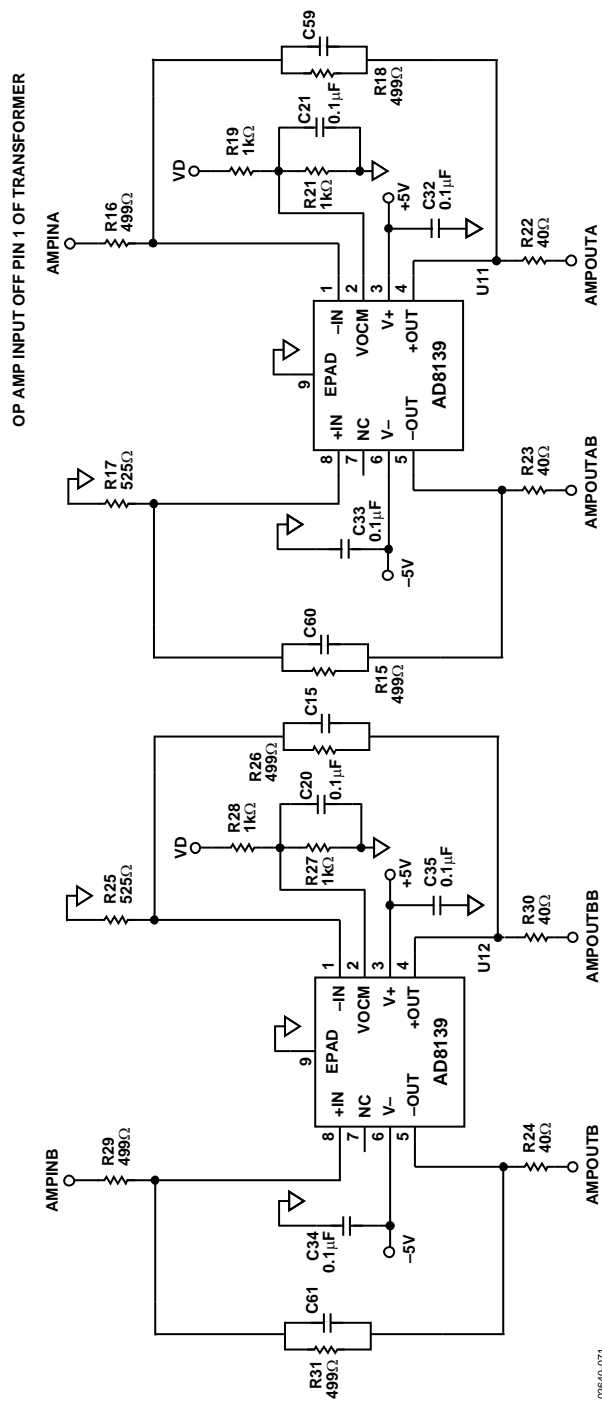 OP AMP INPUT OFF PIN 1 OF TRANSFORMER
AMPINA
R16
499Ω
VD
R19
1kΩ
R21
1kΩ
C21
0.1µF
C59
R18
499Ω
+5V
C32
0.1µF
R22
40Ω
AMPOUTA
U11
1
2
3
4
–IN
VOCM
V+
+OUT
9
EPAD
AD8139
+IN
NC
V–
–OUT
8
7
6
5
R17
525Ω
C33
0.1µF
–5V
C60
R15
499Ω
R23
40Ω
AMPOUTAB
R25
525Ω
VD
R28
1kΩ
R27
1kΩ
C20
0.1µF
R26
499Ω
C15
+5V
C35
0.1µF
R30
40Ω
AMPOUTBB
U12
1
2
3
4
–IN
VOCM
V+
+OUT
9
EPAD
AD8139
+IN
NC
V–
–OUT
8
7
6
5
AMPINB
R29
499Ω
C34
0.1µF
–5V
C61
R31
499Ω
R24
40Ω
AMPOUTB
02640-071